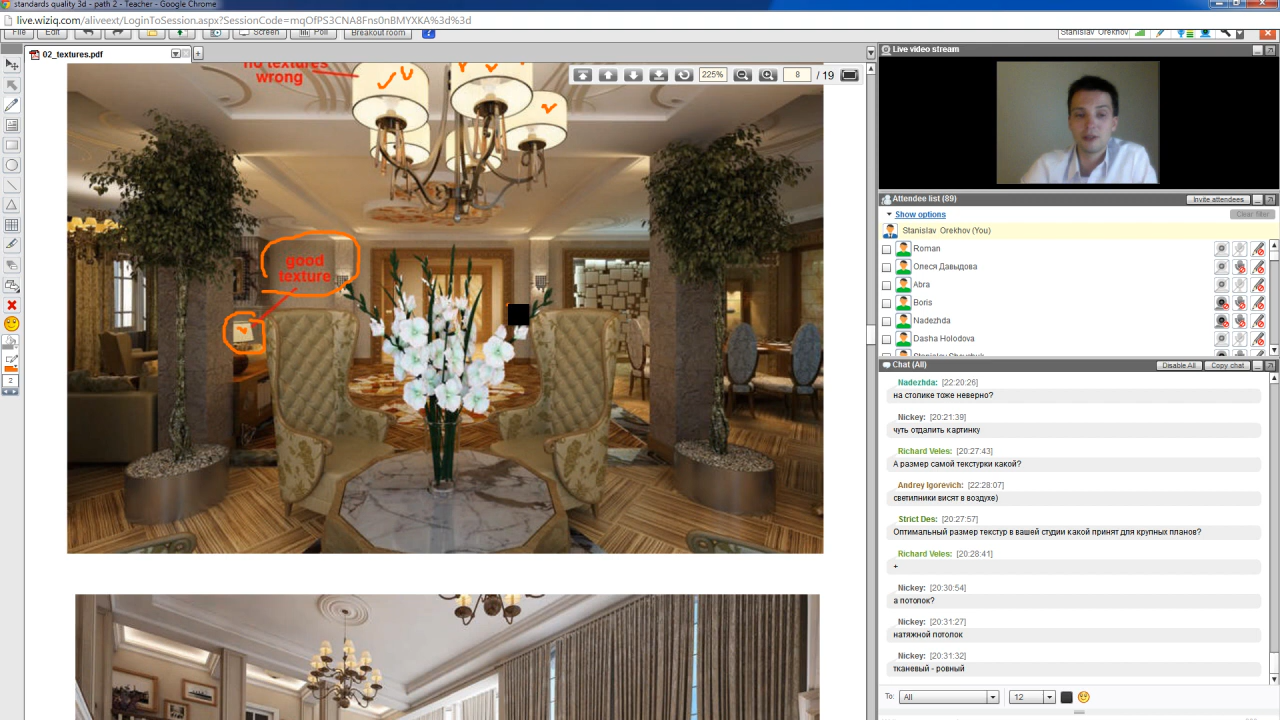 standards quality 3d - path 2 - Teacher - Google Chrome
live.wiziq.com/aliveext/LoginToSession.aspx?SessionCode=mqOfPS3CNA8Fns0nBMYXKA%3d%3d
File Edit Screen Poll Breakout room ? Stanislav Orekhov
02_textures.pdf
225% 8 / 19
no textures
wrong
good
texture
2
Live video stream
Attendee list (89) Invite attendees
Show options Clear filter
Stanislav Orekhov (You)
Roman
Олеся Давыдова
Abra
Boris
Nadezhda
Dasha Holodova
Chat (All) Disable All Copy chat
Nadezhda: [22:20:26]
на столике тоже неверно?
Nickey: [20:21:39]
чуть отдалить картинку
Richard Veles: [20:27:43]
А размер самой текстурки какой?
Andrey Igorevich: [22:28:07]
светилники висят в воздухе)
Strict Des: [20:27:57]
Оптимальный размер текстур в вашей студии какой принят для крупных планов?
Richard Veles: [20:28:41]
+
Nickey: [20:30:54]
а потолок?
Nickey: [20:31:27]
натяжной потолок
Nickey: [20:31:32]
тканевый - ровный
To: All 12